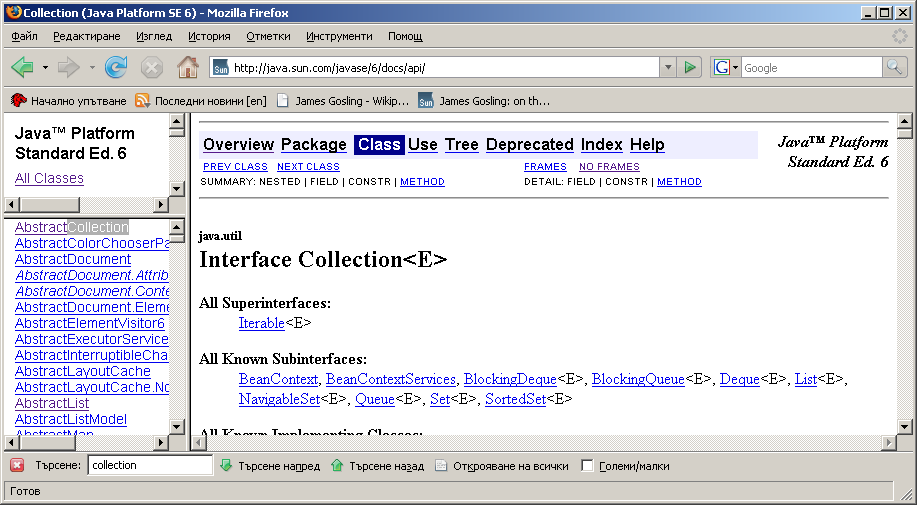 Collection (Java Platform SE 6) - Mozilla Firefox
Файл Редактиране Изглед История Отметки Инструменти Помощ
http://java.sun.com/javase/6/docs/api/ Google
Начално упътване Последни новини [en] James Gosling - Wikip... James Gosling: on th...
Java™ Platform
Standard Ed. 6
All Classes
AbstractCollection
AbstractColorChooserPa
AbstractDocument
AbstractDocument.Attrib
AbstractDocument.Conte
AbstractDocument.Eleme
AbstractElementVisitor6
AbstractExecutorService
AbstractInterruptibleCha
AbstractLayoutCache
AbstractLayoutCache.No
AbstractList
AbstractListModel
AbstractMap
Overview Package Class Use Tree Deprecated Index Help
Java™ Platform
Standard Ed. 6
PREV CLASS NEXT CLASS FRAMES NO FRAMES
SUMMARY: NESTED | FIELD | CONSTR | METHOD DETAIL: FIELD | CONSTR | METHOD
java.util
Interface Collection<E>
All Superinterfaces:
Iterable<E>
All Known Subinterfaces:
BeanContext, BeanContextServices, BlockingDeque<E>, BlockingQueue<E>, Deque<E>, List<E>,
NavigableSet<E>, Queue<E>, Set<E>, SortedSet<E>
All Known Implementing Classes:
Търсене: collection Търсене напред Търсене назад Открояване на всички Големи/малки
Готов